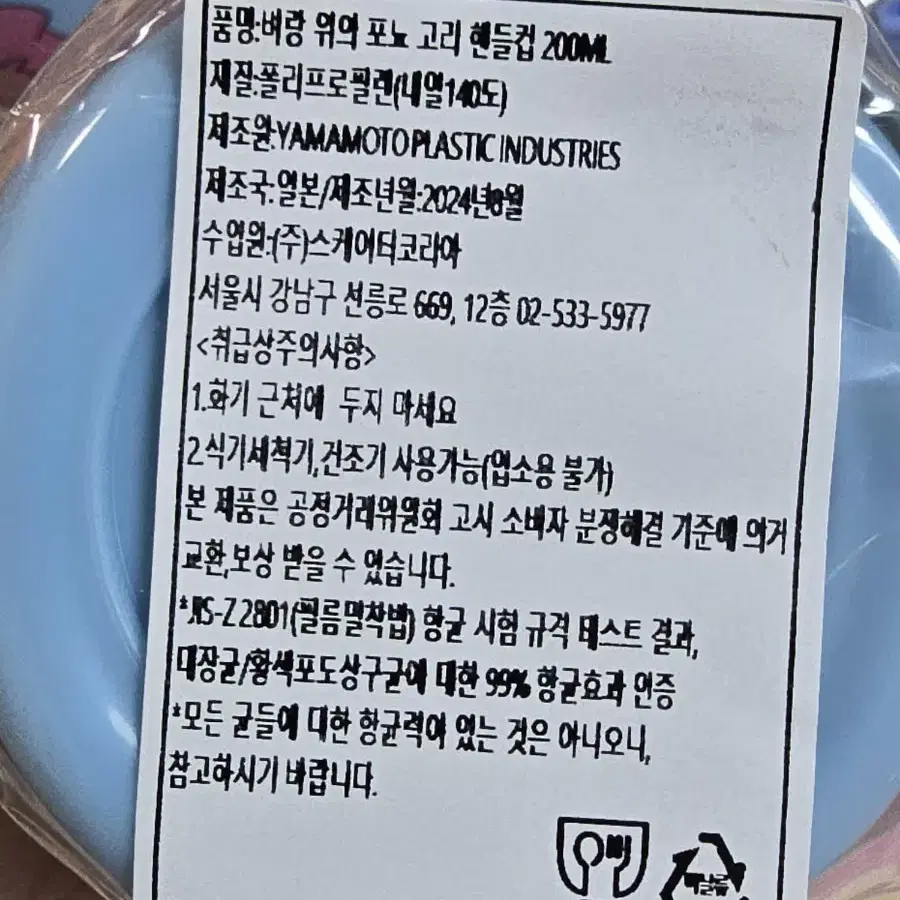 품명:벼랑 위의 포뇨 고리 핸들컵 200ML
재질:폴리프로필렌(내열140도)
제조원:YAMAMOTO PLASTIC INDUSTRIES
제조국:일본/제조년월:2024년8월
수입원:(주)스케이터코리아
서울시 강남구 선릉로 669, 12층 02-533-5977
<취급상주의사항>
1.화기 근처에 두지 마세요
2.식기세척기,건조기 사용가능(업소용 불가)
본 제품은 공정거래위원회 고시 소비자 분쟁해결 기준에 의거
교환,보상 받을 수 있습니다.
*JIS-Z 2801(필름밀착법) 항균 시험 규격 테스트 결과,
대장균/황색포도상구균에 대한 99% 항균효과 인증
*모든 균들에 대한 항균력이 있는 것은 아니오니,
참고하시기 바랍니다.